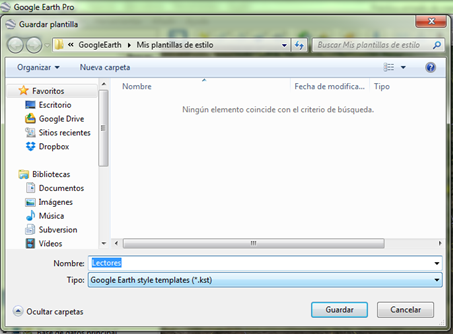 Google Earth Pro
Guardar plantilla
« GoogleEarth ▸ Mis plantillas de estilo
Buscar Mis plantillas de estilo
Organizar
Nueva carpeta
Favoritos
Escritorio
Google Drive
Sitios recientes
Dropbox
Bibliotecas
Documentos
Imágenes
Música
Subversion
Vídeos
Nombre
Fecha de modifica...
Tipo
Ningún elemento coincide con el criterio de búsqueda.
Nombre: Lectores
Tipo: Google Earth style templates (*.kst)
Ocultar carpetas
Guardar
Cancelar